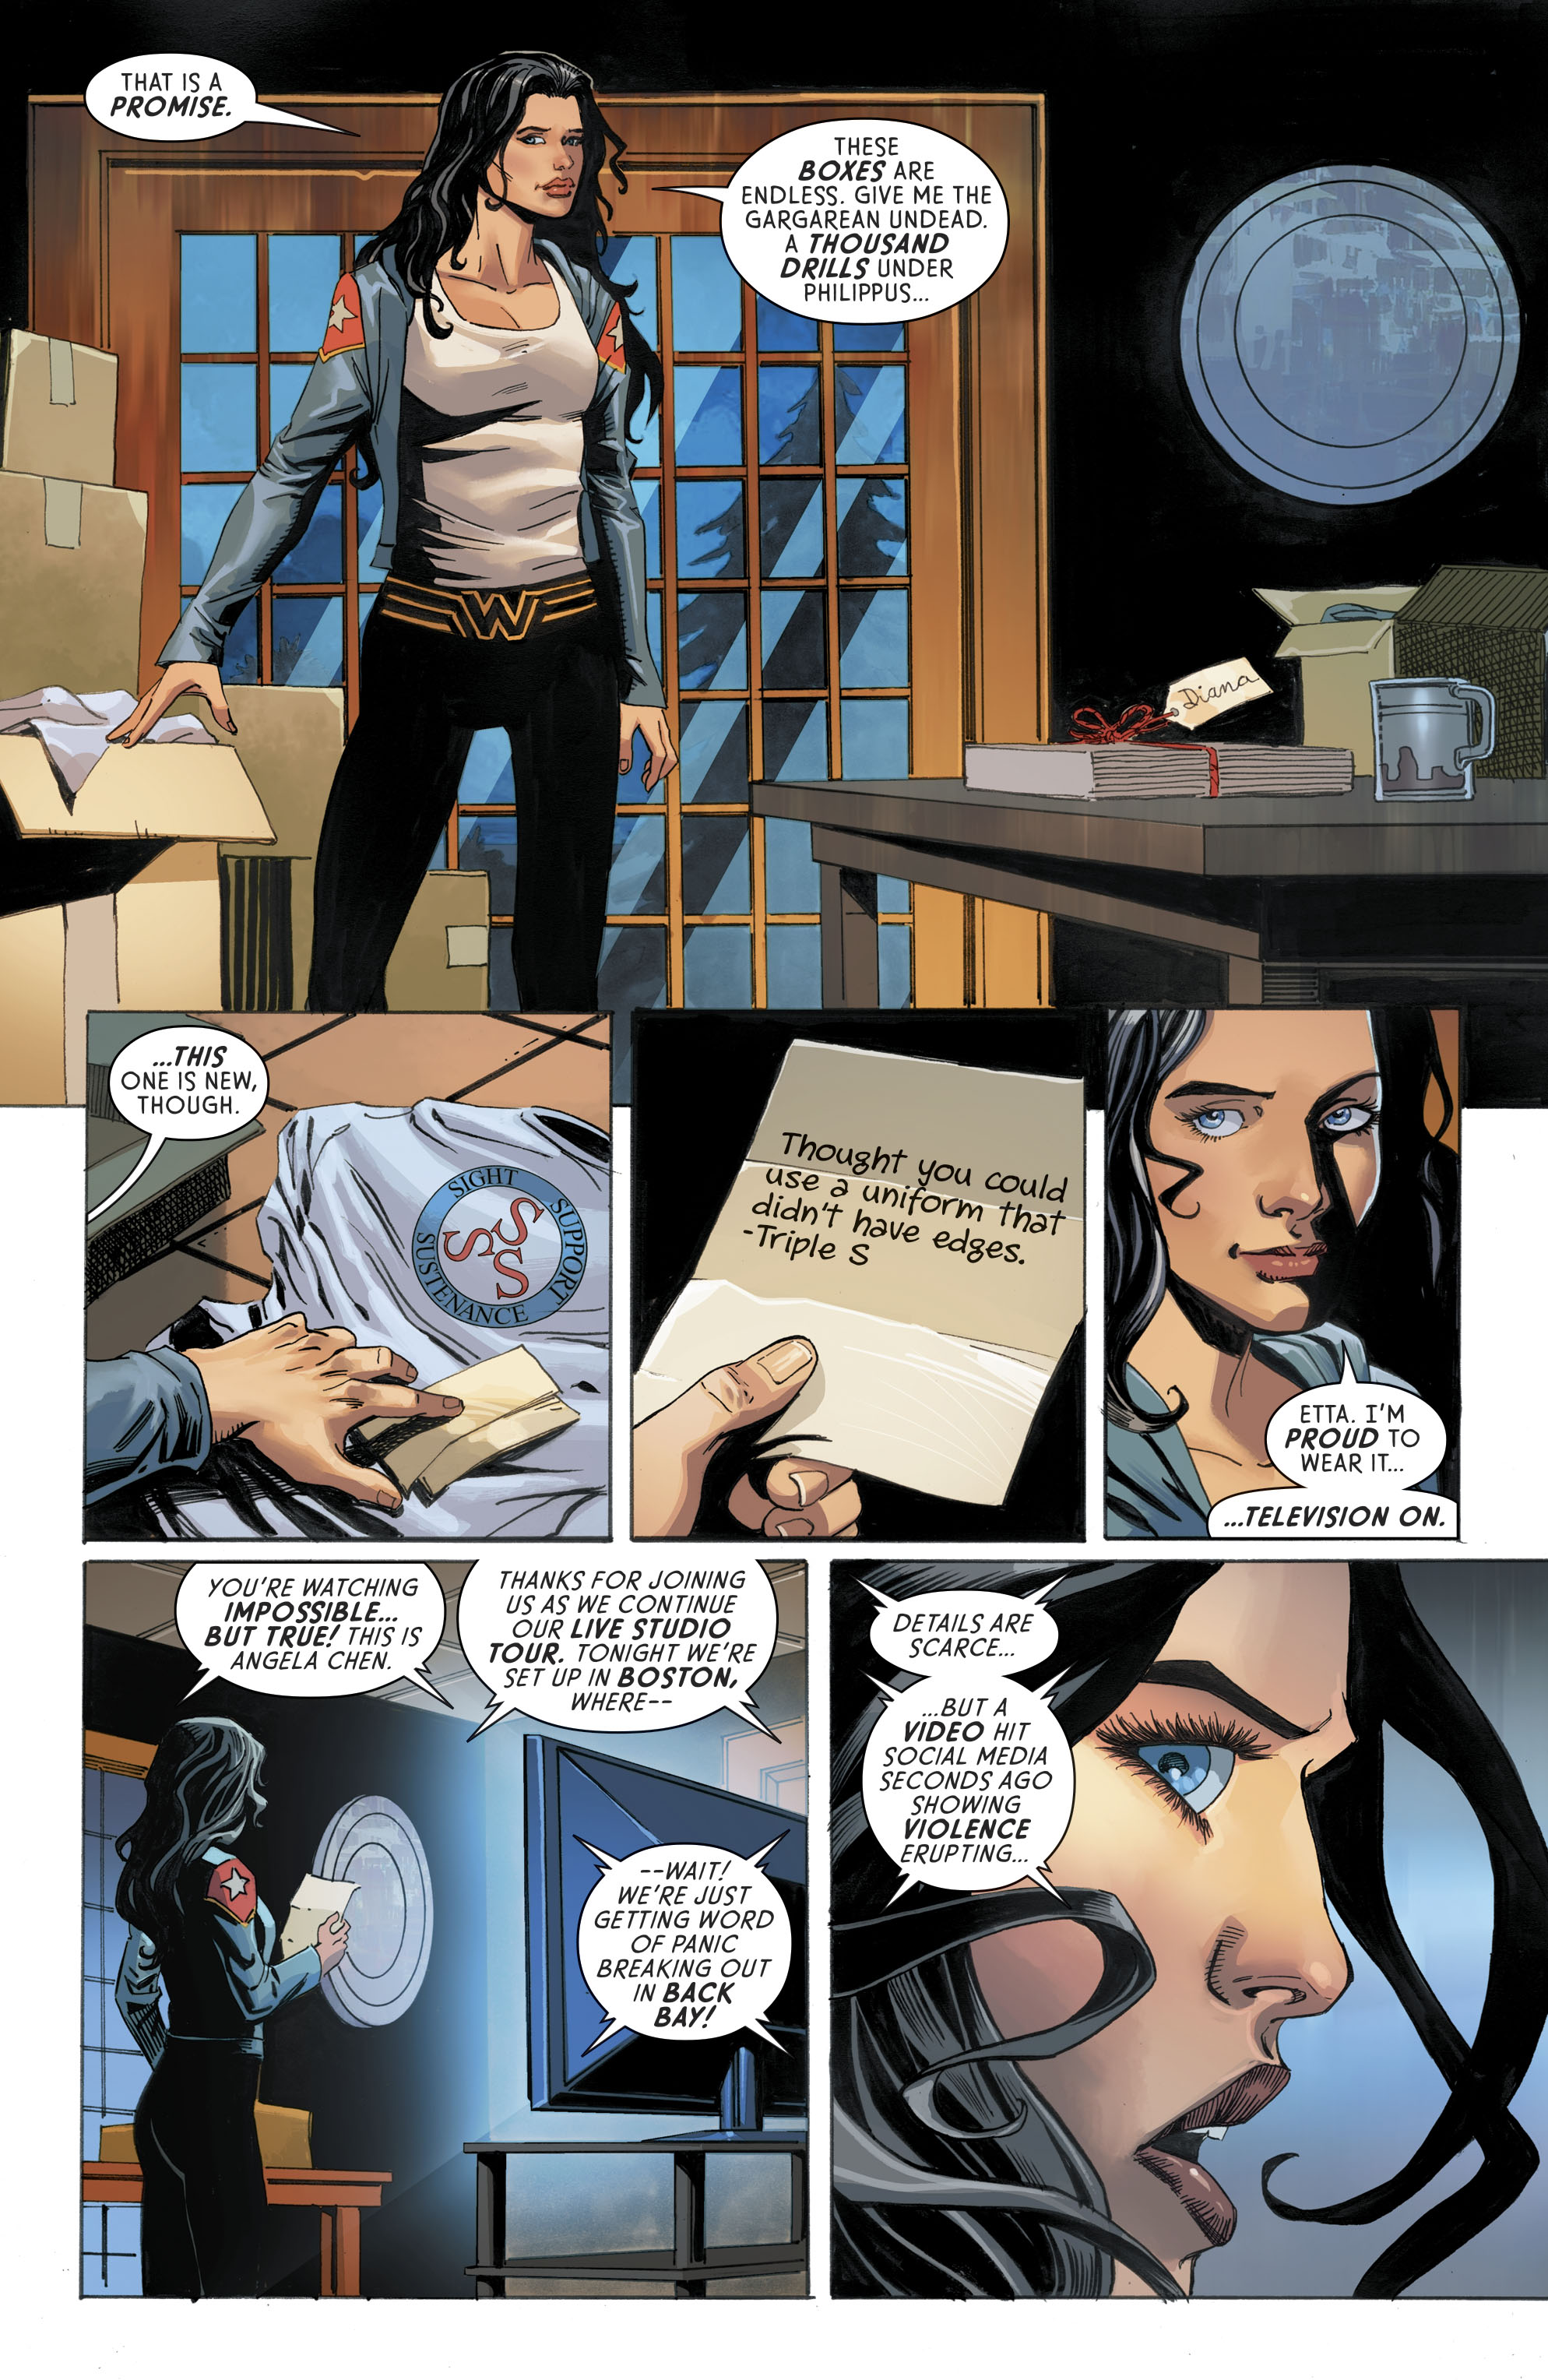 THAT IS A
PROMISE.
THESE
BOXES ARE
ENDLESS. GIVE ME THE
GARGAREAN UNDEAD.
A THOUSAND
DRILLS UNDER
PHILIPPUS...
W
Diana
...THIS
ONE IS NEW,
THOUGH.
SIGHT
SUPPORT
SUSTENANCE
SSS
Thought you could
use a uniform that
didn't have edges.
-Triple S
ETTA. I'M
PROUD TO
WEAR IT...
...TELEVISION ON.
YOU'RE WATCHING
IMPOSSIBLE...
BUT TRUE! THIS IS
ANGELA CHEN.
THANKS FOR JOINING
US AS WE CONTINUE
OUR LIVE STUDIO
TOUR. TONIGHT WE'RE
SET UP IN BOSTON,
WHERE--
--WAIT!
WE'RE JUST
GETTING WORD
OF PANIC
BREAKING OUT
IN BACK
BAY!
DETAILS ARE
SCARCE...
...BUT A
VIDEO HIT
SOCIAL MEDIA
SECONDS AGO
SHOWING
VIOLENCE
ERUPTING...